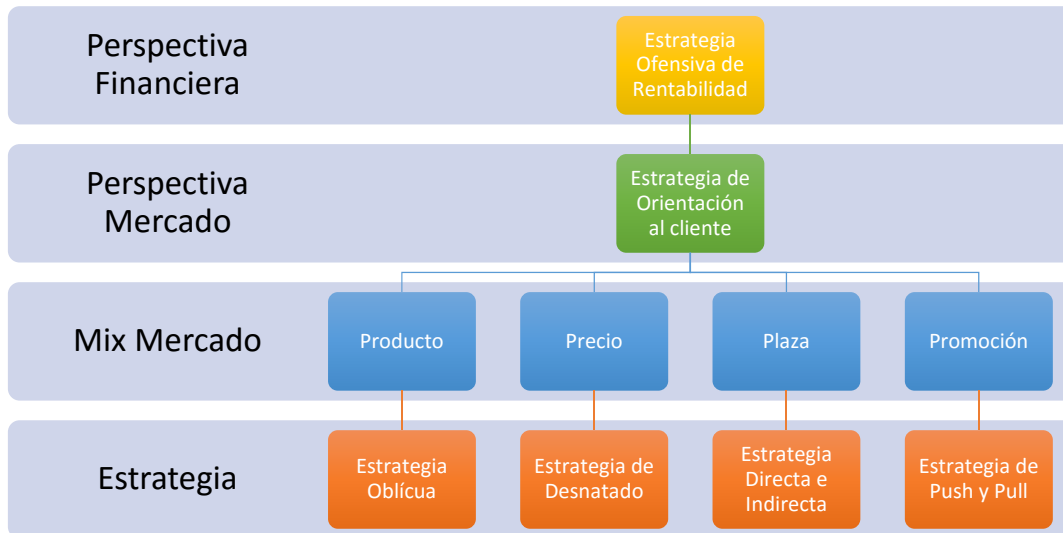 Perspectiva
Financiera
Estrategia
Ofensiva de
Rentabilidad
Perspectiva
Mercado
Estrategia de
Orientación
al cliente
Mix Mercado
Producto
Precio
Plaza
Promoción
Estrategia
Estrategia
Oblícua
Estrategia de
Desnatado
Estrategia
Directa e
Indirecta
Estrategia de
Push y Pull